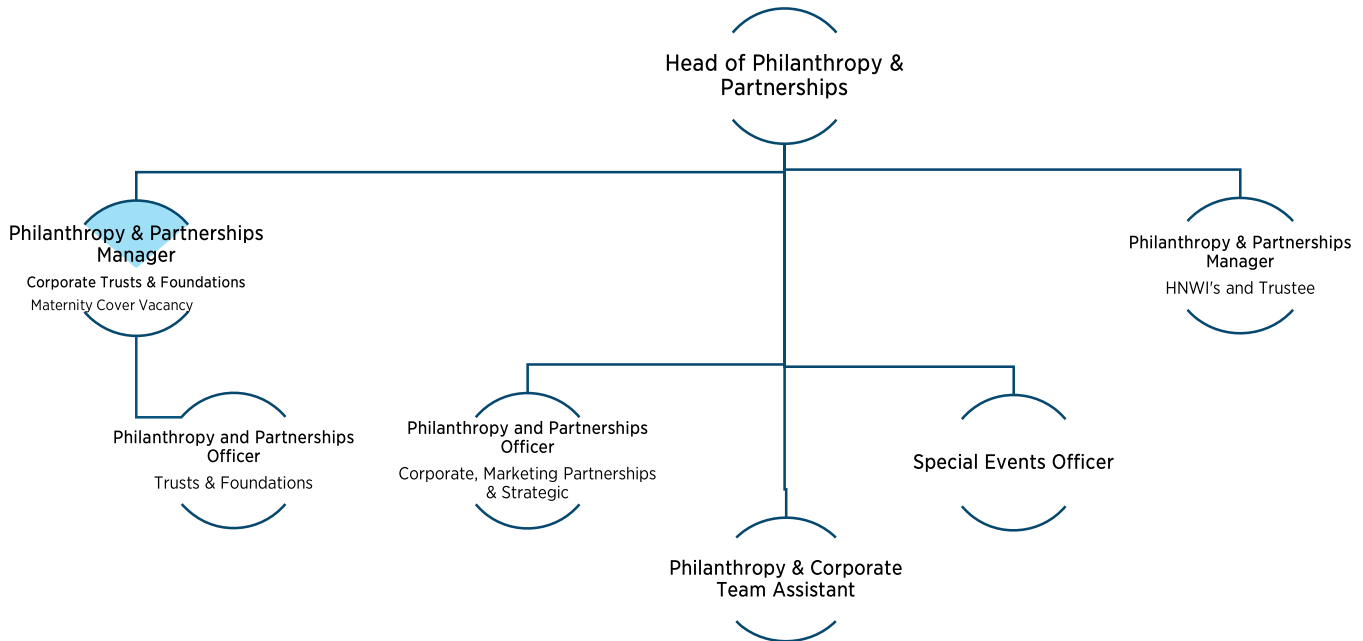 Head of Philanthropy &
Partnerships
Philanthropy & Partnerships
Manager
Corporate Trusts & Foundations
Maternity Cover Vacancy
Philanthropy & Partnerships
Manager
HNWI's and Trustee
Philanthropy and Partnerships
Officer
Trusts & Foundations
Philanthropy and Partnerships
Officer
Corporate, Marketing Partnerships
& Strategic
Special Events Officer
Philanthropy & Corporate
Team Assistant